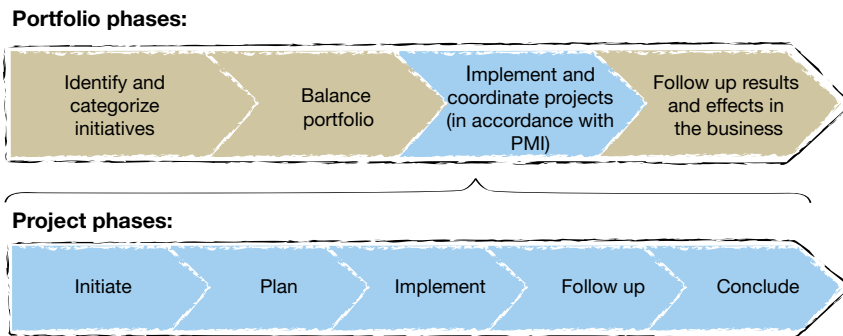 Portfolio phases:
Identify and
categorize
initiatives
Balance
portfolio
Implement and
coordinate projects
(in accordance with
PMI)
Follow up results
and effects in
the business
Project phases:
Initiate
Plan
Implement
Follow up
Conclude